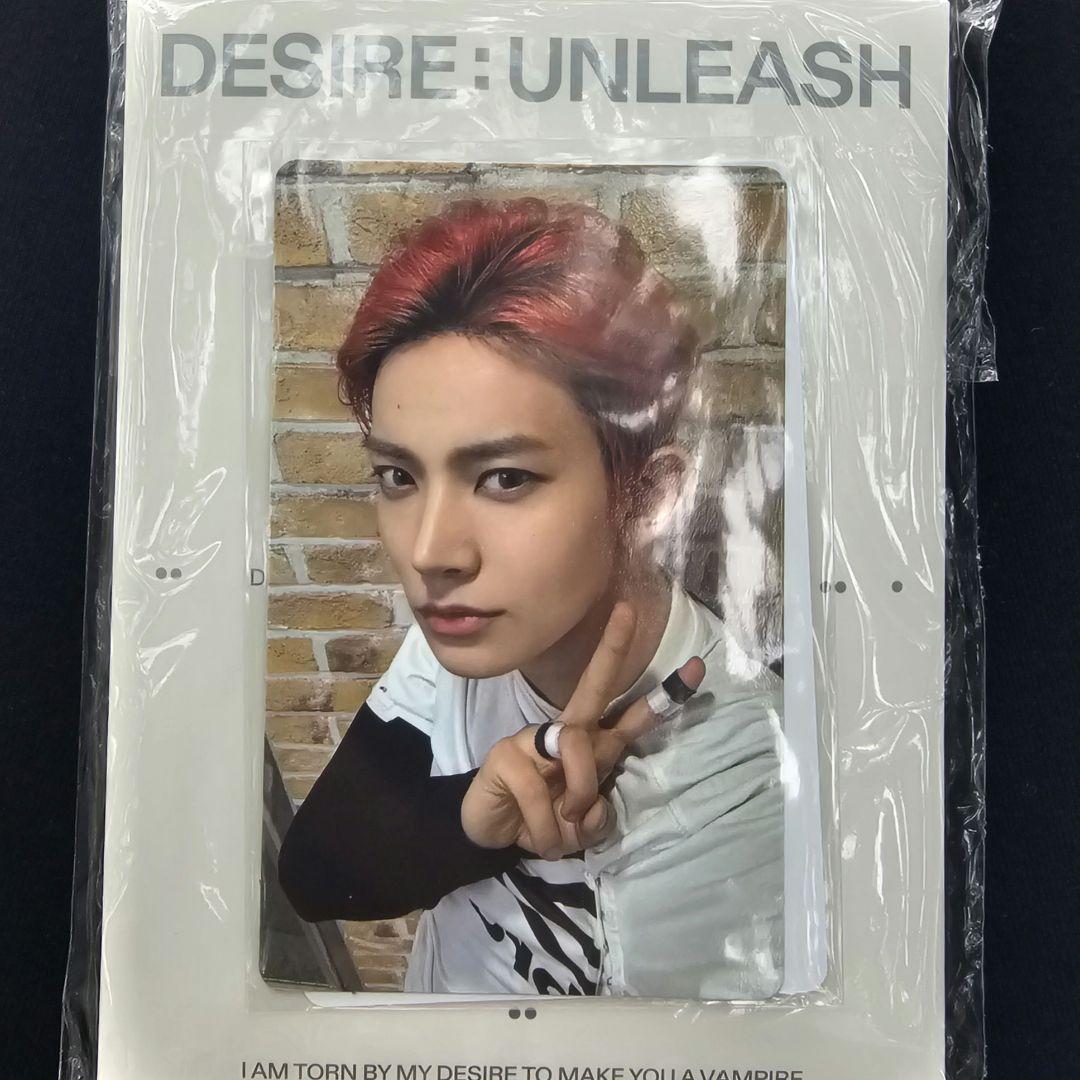 DESIRE : UNLEASH
D
I AM TORN BY MY DESIRE TO MAKE YOU A VAMPIRE